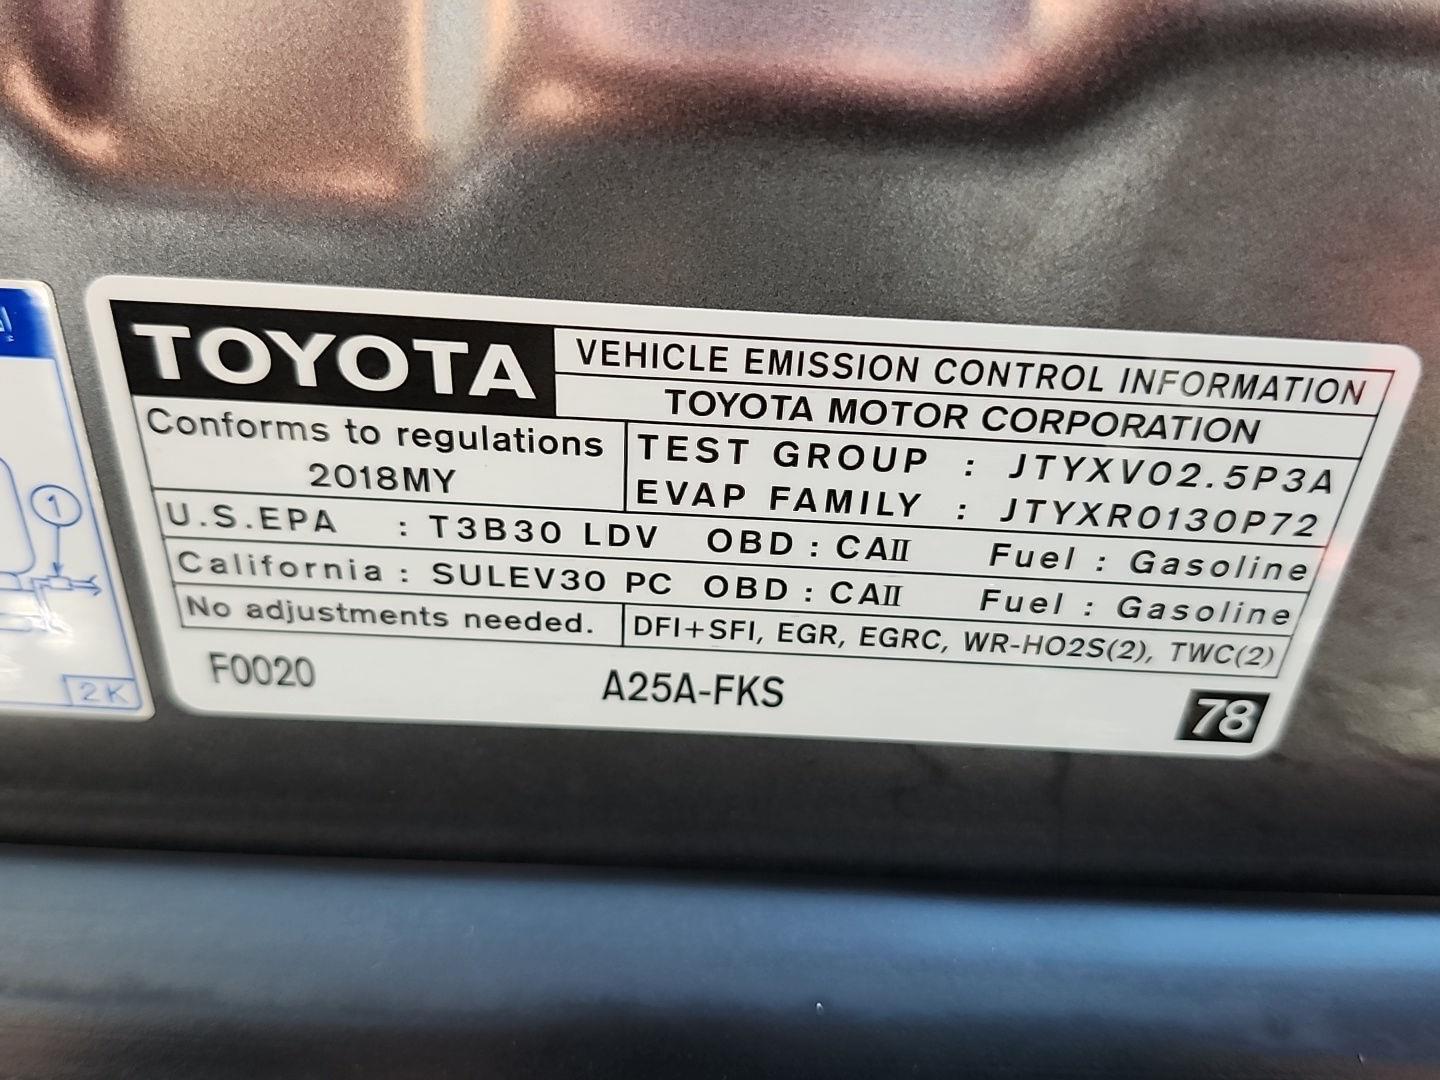 TOYOTA
VEHICLE EMISSION CONTROL INFORMATION
TOYOTA MOTOR CORPORATION
Conforms to regulations
2018MY
TEST GROUP : JTYXV02.5P3A
EVAP FAMILY : JTYXR0130P72
U.S.EPA : T3B30 LDV OBD : CAII Fuel : Gasoline
California : SULEV30 PC OBD : CAII Fuel : Gasoline
No adjustments needed.
DFI+SFI, EGR, EGRC, WR-HO2S(2), TWC(2)
F0020
A25A-FKS
78
1
2K